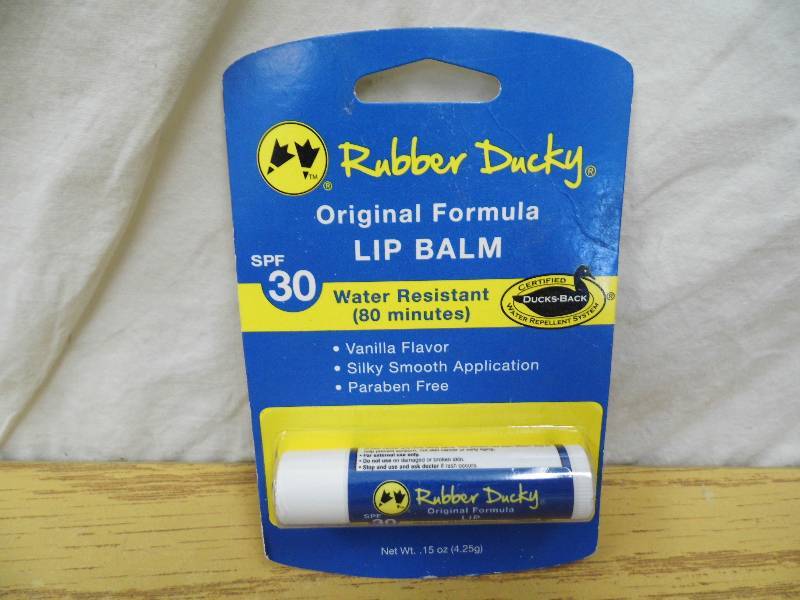 Rubber Ducky®
TM ®
Original Formula
LIP BALM
SPF
30
Water Resistant
(80 minutes)
CERTIFIED
DUCKS-BACK
WATER REPELLENT SYSTEM
®
• Vanilla Flavor
• Silky Smooth Application
• Paraben Free
• For external use only.
• Do not use on damaged or broken skin.
• Stop and use and ask doctor if rash occurs
Rubber Ducky
Original Formula
SPF
30
LIP
Net Wt. .15 oz (4.25g)